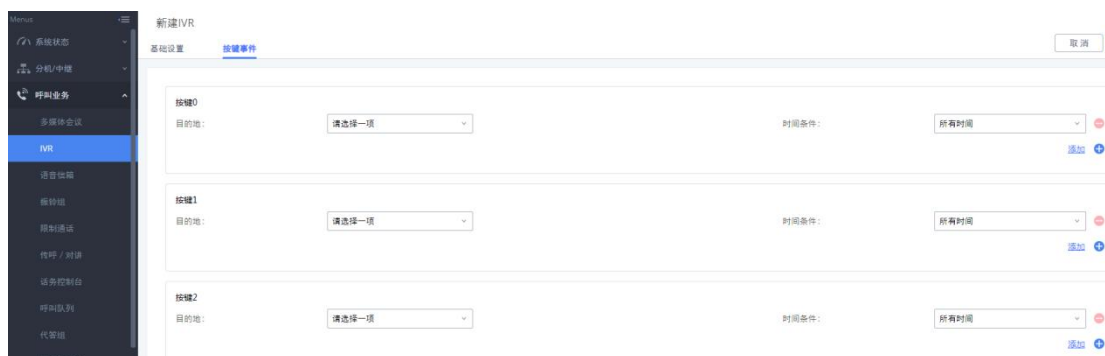 Menus
系统状态
分机/中继
呼叫业务
多媒体会议
IVR
语音信箱
振铃组
限制通话
传呼 / 对讲
话务控制台
呼叫队列
代答组
新建IVR
基础设置 按键事件
取消
按键0
目的地： 请选择一项 时间条件： 所有时间
添加
按键1
目的地： 请选择一项 时间条件： 所有时间
添加
按键2
目的地： 请选择一项 时间条件： 所有时间
添加